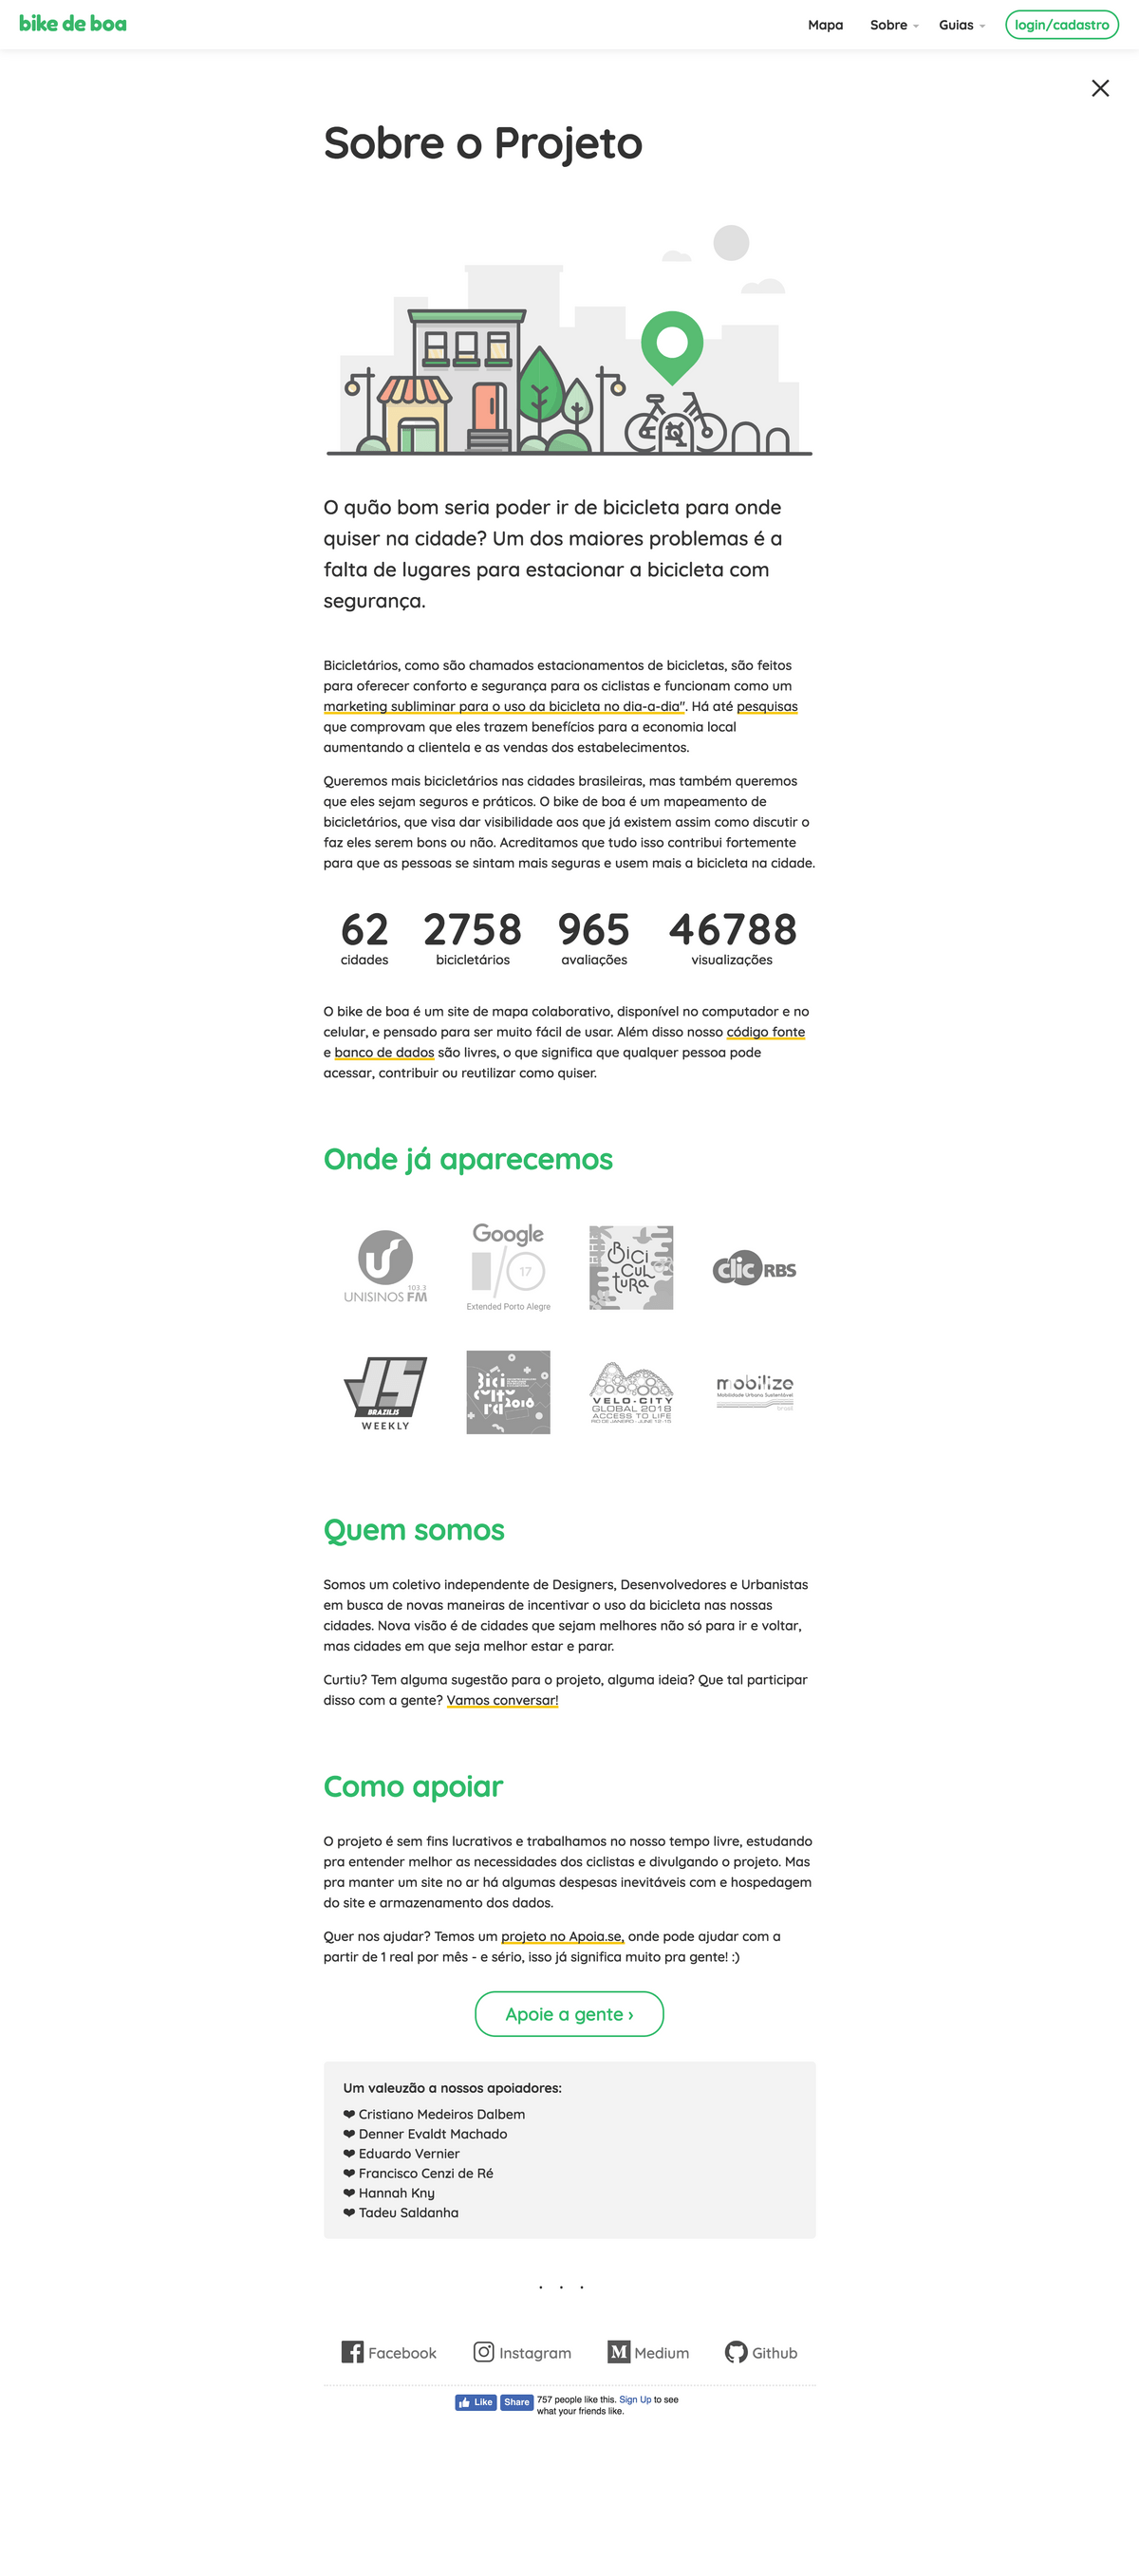 bike de boa
Mapa Sobre Guias login/cadastro
Sobre o Projeto
O quão bom seria poder ir de bicicleta para onde
quiser na cidade? Um dos maiores problemas é a
falta de lugares para estacionar a bicicleta com
segurança.
Bicicletários, como são chamados estacionamentos de bicicletas, são feitos
para oferecer conforto e segurança para os ciclistas e funcionam como um
marketing subliminar para o uso da bicicleta no dia-a-dia". Há até pesquisas
que comprovam que eles trazem benefícios para a economia local
aumentando a clientela e as vendas dos estabelecimentos.
Queremos mais bicicletários nas cidades brasileiras, mas também queremos
que eles sejam seguros e práticos. O bike de boa é um mapeamento de
bicicletários, que visa dar visibilidade aos que já existem assim como discutir o
faz eles serem bons ou não. Acreditamos que tudo isso contribui fortemente
para que as pessoas se sintam mais seguras e usem mais a bicicleta na cidade.
62 2758 965 46788
cidades bicicletários avaliações visualizações
O bike de boa é um site de mapa colaborativo, disponível no computador e no
celular, e pensado para ser muito fácil de usar. Além disso nosso código fonte
e banco de dados são livres, o que significa que qualquer pessoa pode
acessar, contribuir ou reutilizar como quiser.
Onde já aparecemos
103.3
UNISINOS FM
Google
I/O
17
Extended Porto Alegre
Bici
cul
tura
clicRBS
JS
BRAZILJS
WEEKLY
Bici
cultu
ra2018
VELO-CITY
GLOBAL 2018
ACCESS TO LIFE
RIO DE JANEIRO - JUNE 12-15
mobilize
Mobilidade Urbana Sustentável
brasil
Quem somos
Somos um coletivo independente de Designers, Desenvolvedores e Urbanistas
em busca de novas maneiras de incentivar o uso da bicicleta nas nossas
cidades. Nova visão é de cidades que sejam melhores não só para ir e voltar,
mas cidades em que seja melhor estar e parar.
Curtiu? Tem alguma sugestão para o projeto, alguma ideia? Que tal participar
disso com a gente? Vamos conversar!
Como apoiar
O projeto é sem fins lucrativos e trabalhamos no nosso tempo livre, estudando
pra entender melhor as necessidades dos ciclistas e divulgando o projeto. Mas
pra manter um site no ar há algumas despesas inevitáveis com e hospedagem
do site e armazenamento dos dados.
Quer nos ajudar? Temos um projeto no Apoia.se, onde pode ajudar com a
partir de 1 real por mês - e sério, isso já significa muito pra gente! :)
Apoie a gente ›
Um valeuzão a nossos apoiadores:
❤ Cristiano Medeiros Dalbem
❤ Denner Evaldt Machado
❤ Eduardo Vernier
❤ Francisco Cenzi de Ré
❤ Hannah Kny
❤ Tadeu Saldanha
. . .
Facebook Instagram Medium Github
Like Share 757 people like this. Sign Up to see
what your friends like.